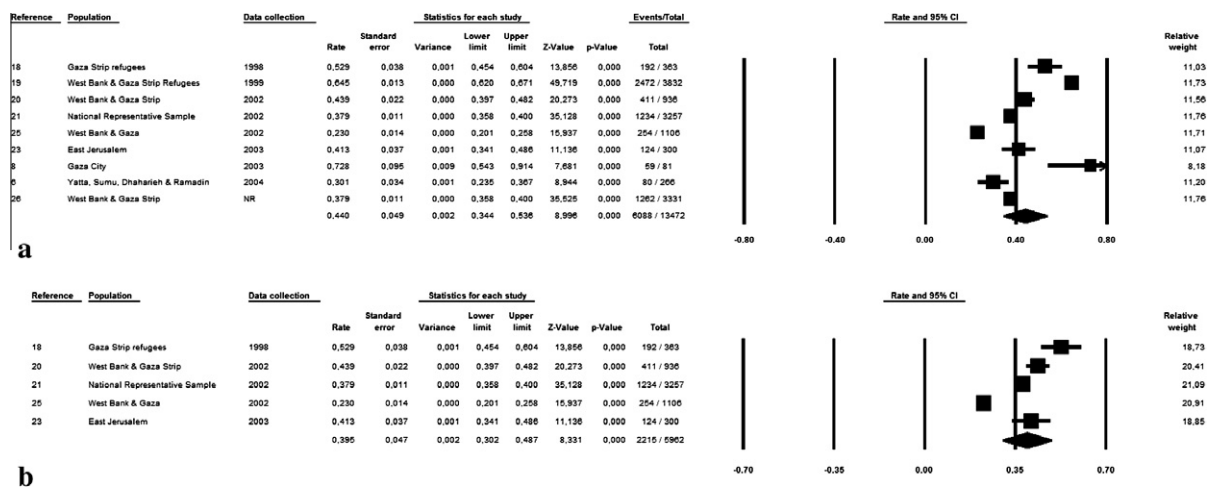 Reference Population Data collection Statistics for each study Events/Total Rate and 95% CI
Rate Standard error Variance Lower limit Upper limit Z-Value p-Value Total Relative weight
18 Gaza Strip refugees 1998 0,529 0,038 0,001 0,454 0,604 13,856 0,000 192 / 363 11,03
19 West Bank & Gaza Strip Refugees 1999 0,645 0,013 0,000 0,620 0,671 49,719 0,000 2472 / 3832 11,73
20 West Bank & Gaza Strip 2002 0,439 0,022 0,000 0,397 0,482 20,273 0,000 411 / 936 11,56
21 National Representative Sample 2002 0,379 0,011 0,000 0,358 0,400 35,128 0,000 1234 / 3257 11,76
25 West Bank & Gaza 2002 0,230 0,014 0,000 0,201 0,258 15,937 0,000 254 / 1106 11,71
23 East Jerusalem 2003 0,413 0,037 0,001 0,341 0,486 11,136 0,000 124 / 300 11,07
8 Gaza City 2003 0,728 0,095 0,009 0,543 0,914 7,681 0,000 59 / 81 8,18
6 Yatta, Sumu, Dhaharieh & Ramadin 2004 0,301 0,034 0,001 0,235 0,367 8,944 0,000 80 / 266 11,20
26 West Bank & Gaza Strip NR 0,379 0,011 0,000 0,358 0,400 35,525 0,000 1262 / 3331 11,76
0,440 0,049 0,002 0,344 0,536 8,996 0,000 6088 / 13472
-0.80 -0.40 0.00 0.40 0.80
a
Reference Population Data collection Statistics for each study Rate and 95% CI
Rate Standard error Variance Lower limit Upper limit Z-Value p-Value Total Relative weight
18 Gaza Strip refugees 1998 0,529 0,038 0,001 0,454 0,604 13,856 0,000 192 / 363 18,73
20 West Bank & Gaza Strip 2002 0,439 0,022 0,000 0,397 0,482 20,273 0,000 411 / 936 20,41
21 National Representative Sample 2002 0,379 0,011 0,000 0,358 0,400 35,128 0,000 1234 / 3257 21,09
25 West Bank & Gaza 2002 0,230 0,014 0,000 0,201 0,258 15,937 0,000 254 / 1106 20,91
23 East Jerusalem 2003 0,413 0,037 0,001 0,341 0,486 11,136 0,000 124 / 300 18,85
0,395 0,047 0,002 0,302 0,487 8,331 0,000 2215 / 5962
-0.70 -0.35 0.00 0.35 0.70
b